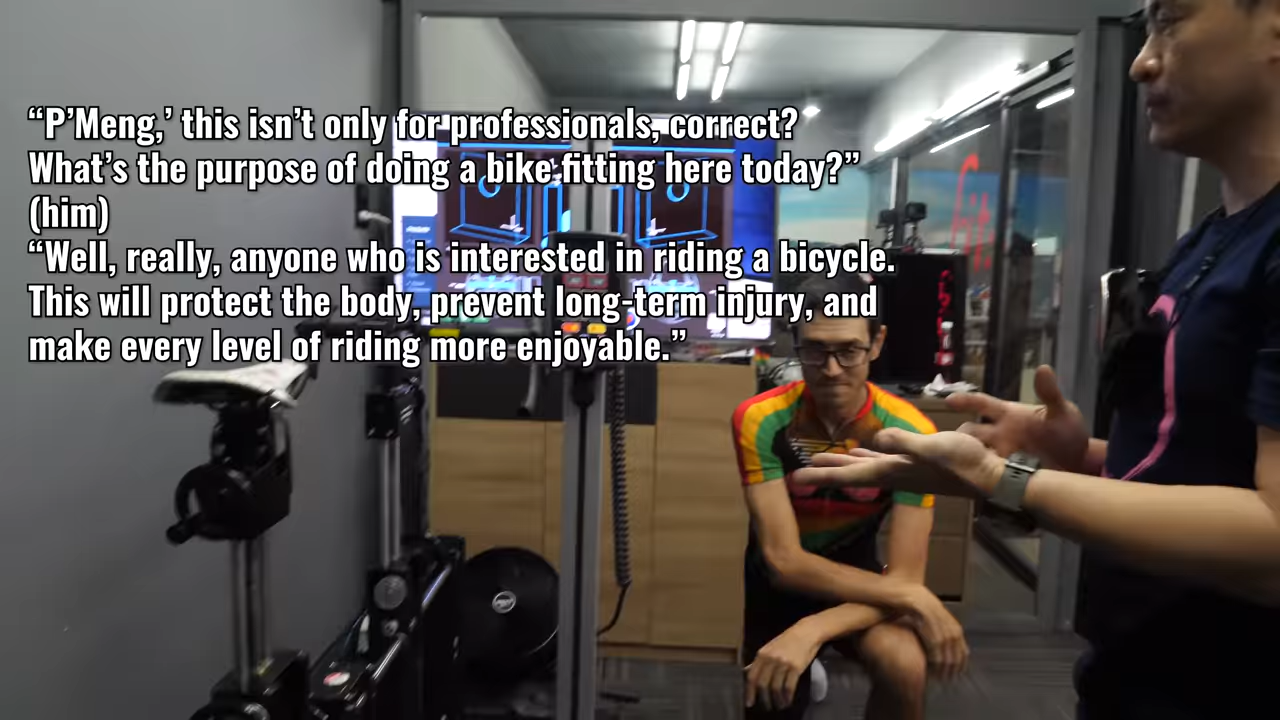 “P’Meng,’ this isn’t only for professionals, correct?
What’s the purpose of doing a bike fitting here today?”
(him)
“Well, really, anyone who is interested in riding a bicycle.
This will protect the body, prevent long-term injury, and
make every level of riding more enjoyable.”